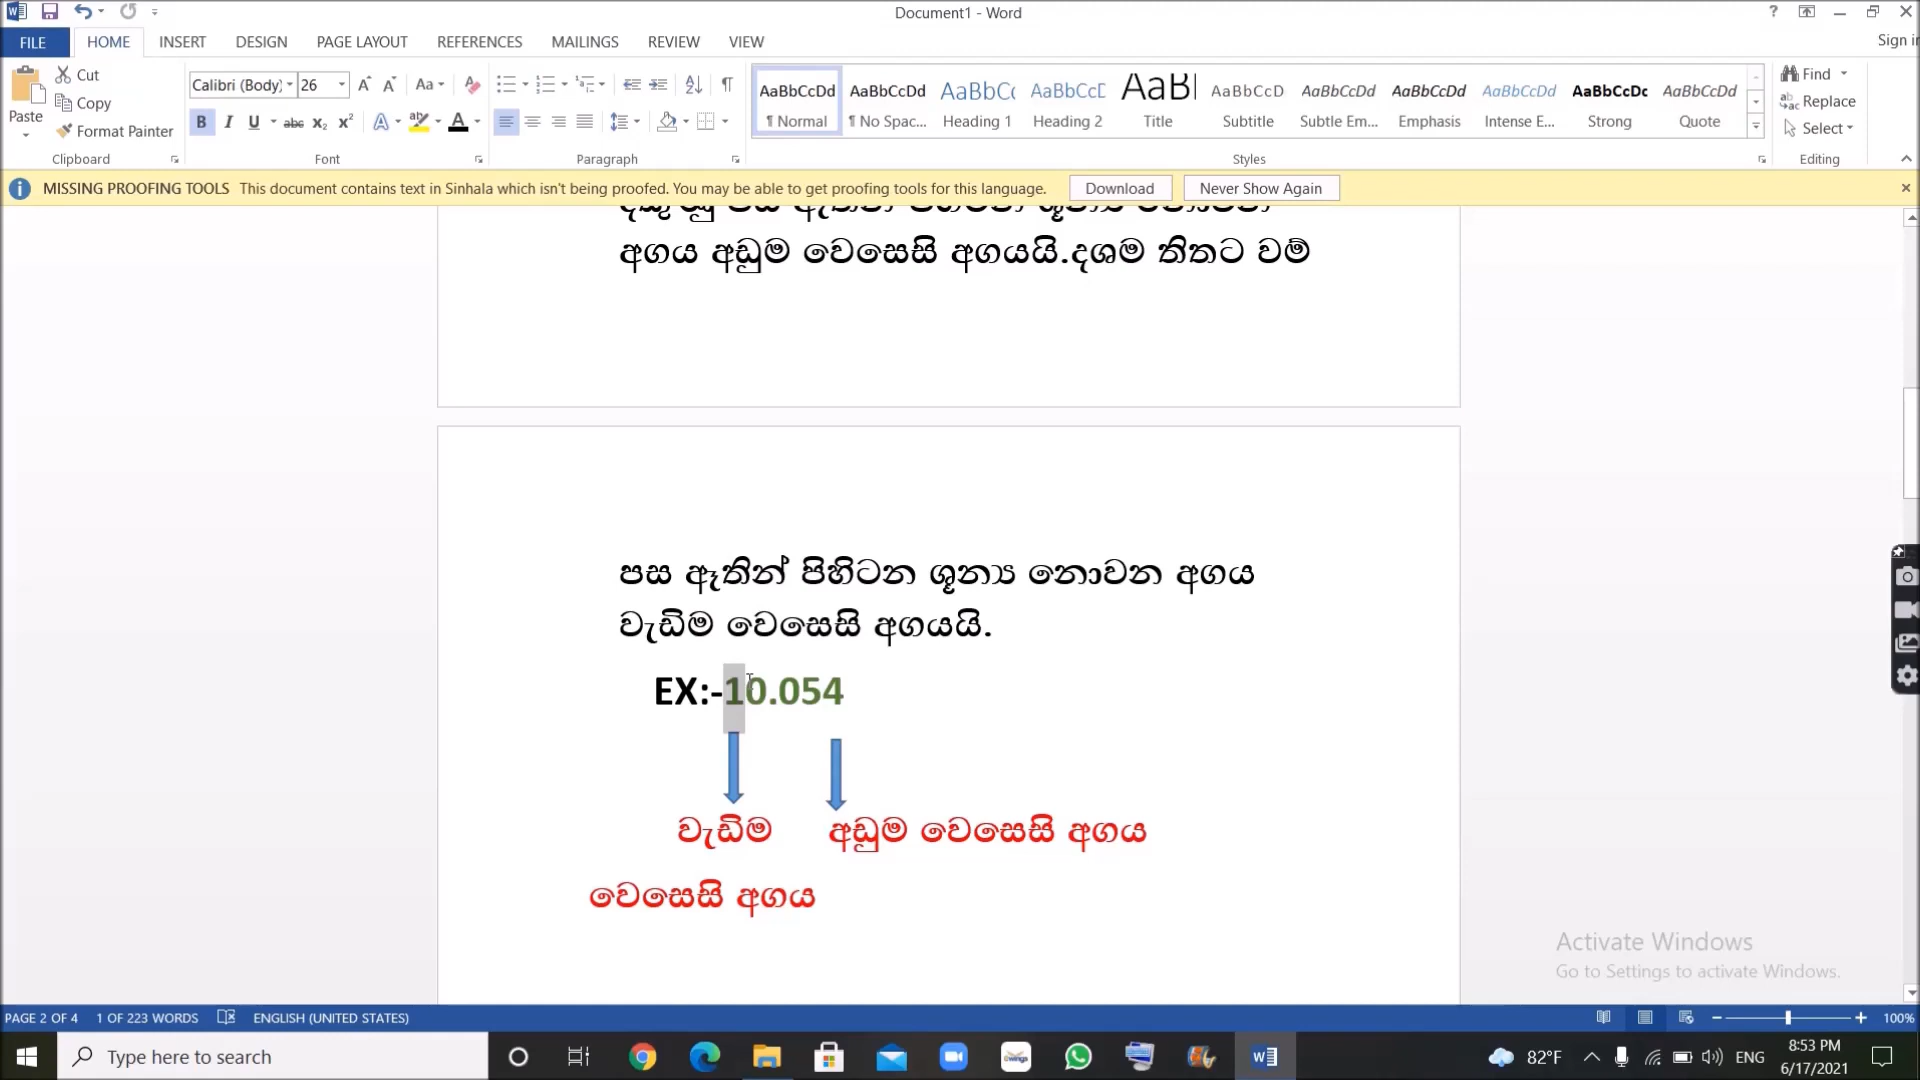 Document1 - Word
Sign in
FILE HOME INSERT DESIGN PAGE LAYOUT REFERENCES MAILINGS REVIEW VIEW
Paste
Cut
Copy
Format Painter
Clipboard
Calibri (Body) 26
Font
Paragraph
AaBbCcDd AaBbCcDd AaBbCc AaBbCcD AaBl AaBbCcD AaBbCcDd AaBbCcDd AaBbCcDd AaBbCcDc AaBbCcDd
¶ Normal ¶ No Spac... Heading 1 Heading 2 Title Subtitle Subtle Em... Emphasis Intense E... Strong Quote
Styles
Find
Replace
Select
Editing
MISSING PROOFING TOOLS This document contains text in Sinhala which isn't being proofed. You may be able to get proofing tools for this language. Download Never Show Again
අගය අඩුම වෙසෙසි අගයයි.දශම තිතට වම්
පස ඈතින් පිහිටන ශූන්‍ය නොවන අගය
වැඩිම වෙසෙසි අගයයි.
EX:-10.054
වැඩිම අඩුම වෙසෙසි අගය
වෙසෙසි අගය
Activate Windows
Go to Settings to activate Windows.
PAGE 2 OF 4 1 OF 223 WORDS ENGLISH (UNITED STATES) 100%
Type here to search
82°F ENG 8:53 PM
6/17/2021